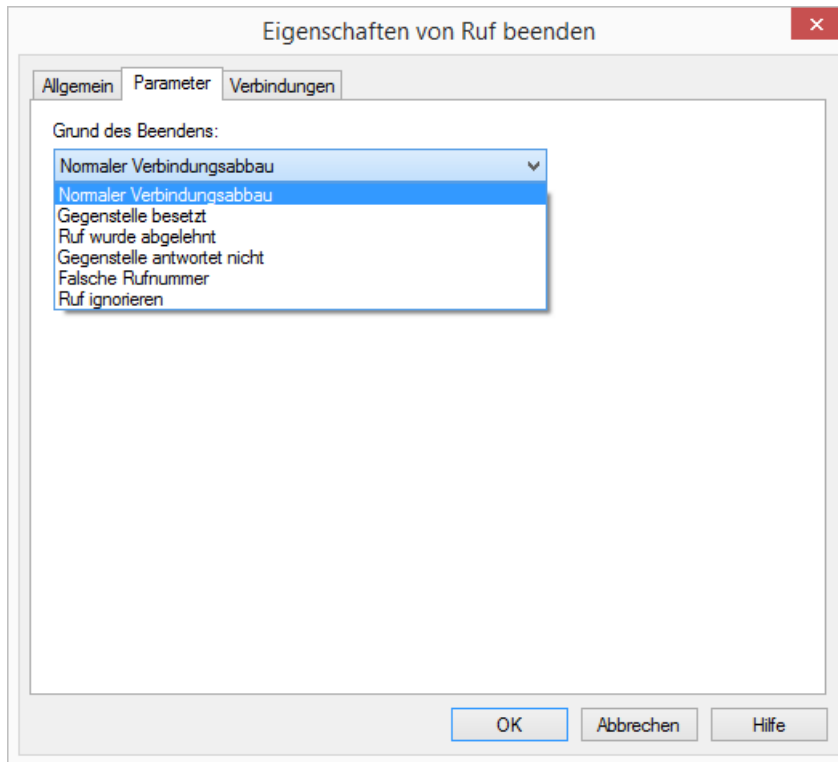 Eigenschaften von Ruf beenden
Allgemein Parameter Verbindungen
Grund des Beendens:
Normaler Verbindungsabbau
Normaler Verbindungsabbau
Gegenstelle besetzt
Ruf wurde abgelehnt
Gegenstelle antwortet nicht
Falsche Rufnummer
Ruf ignorieren
OK Abbrechen Hilfe